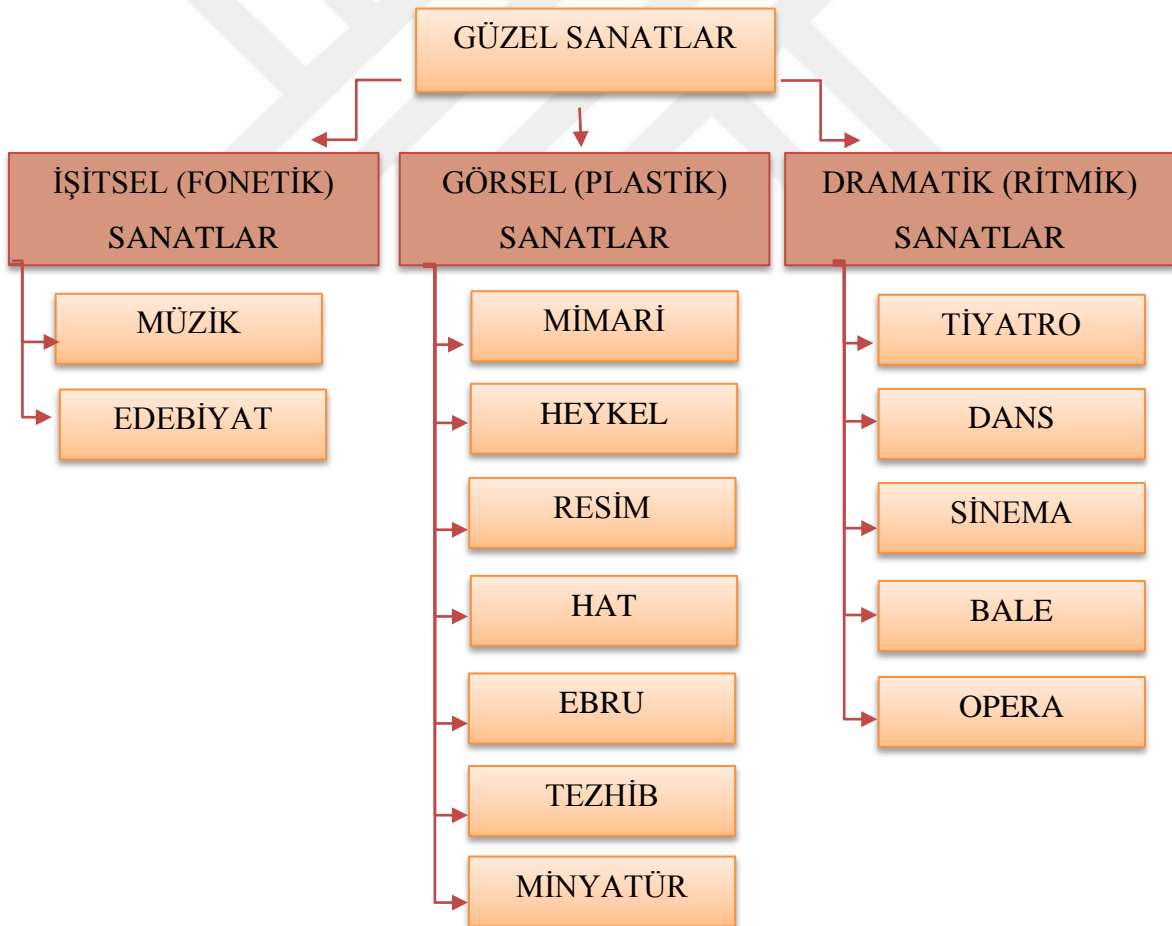 GÜZEL SANATLAR
İŞİTSEL (FONETİK)
SANATLAR
MÜZİK
EDEBİYAT
GÖRSEL (PLASTİK)
SANATLAR
MİMARİ
HEYKEL
RESİM
HAT
EBRU
TEZHİB
MİNYATÜR
DRAMATİK (RİTMİK)
SANATLAR
TİYATRO
DANS
SİNEMA
BALE
OPERA